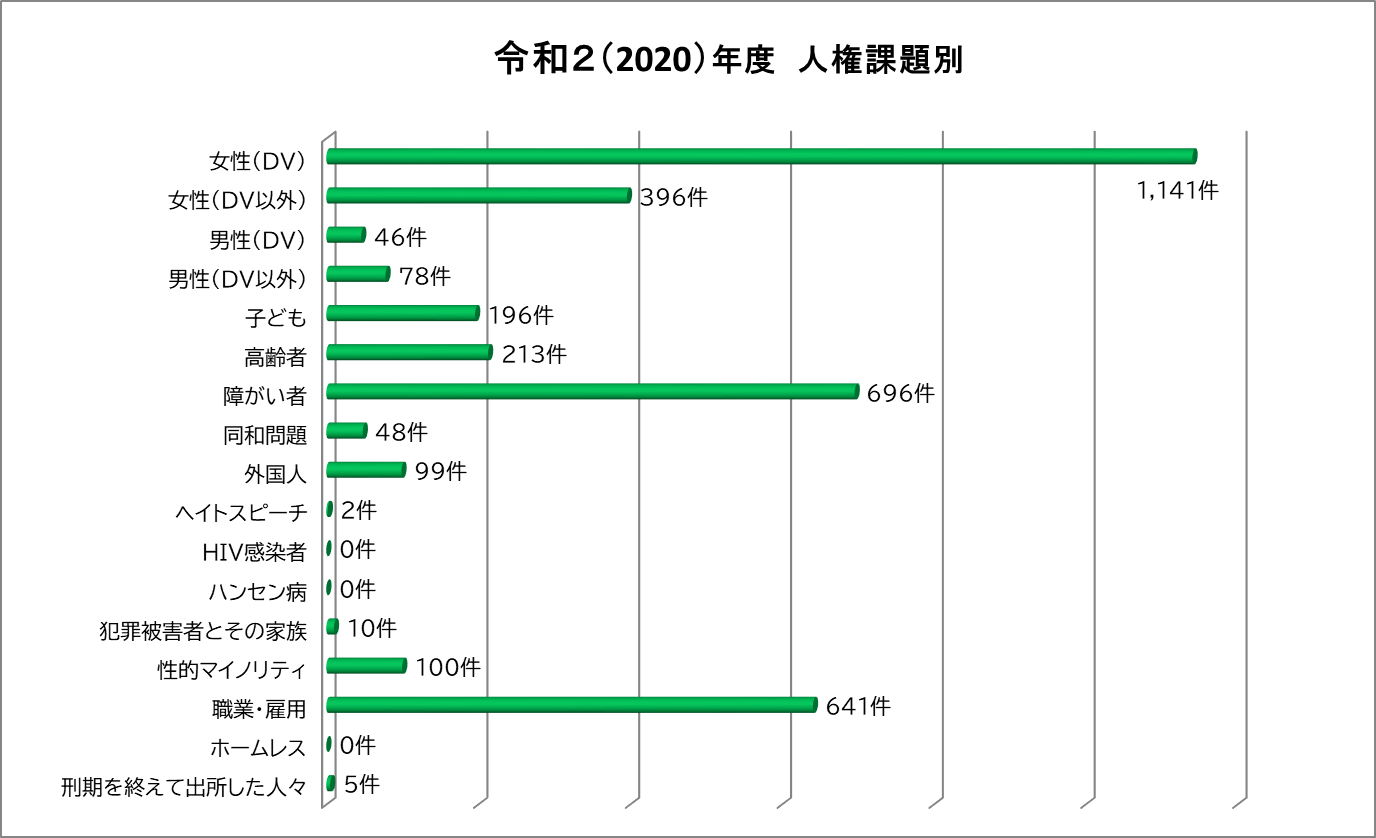 令和２（2020）年度　人権課題別
女性（DV） 1,141件
女性（DV以外） 396件
男性（DV） 46件
男性（DV以外） 78件
子ども 196件
高齢者 213件
障がい者 696件
同和問題 48件
外国人 99件
ヘイトスピーチ 2件
HIV感染者 0件
ハンセン病 0件
犯罪被害者とその家族 10件
性的マイノリティ 100件
職業・雇用 641件
ホームレス 0件
刑期を終えて出所した人々 5件